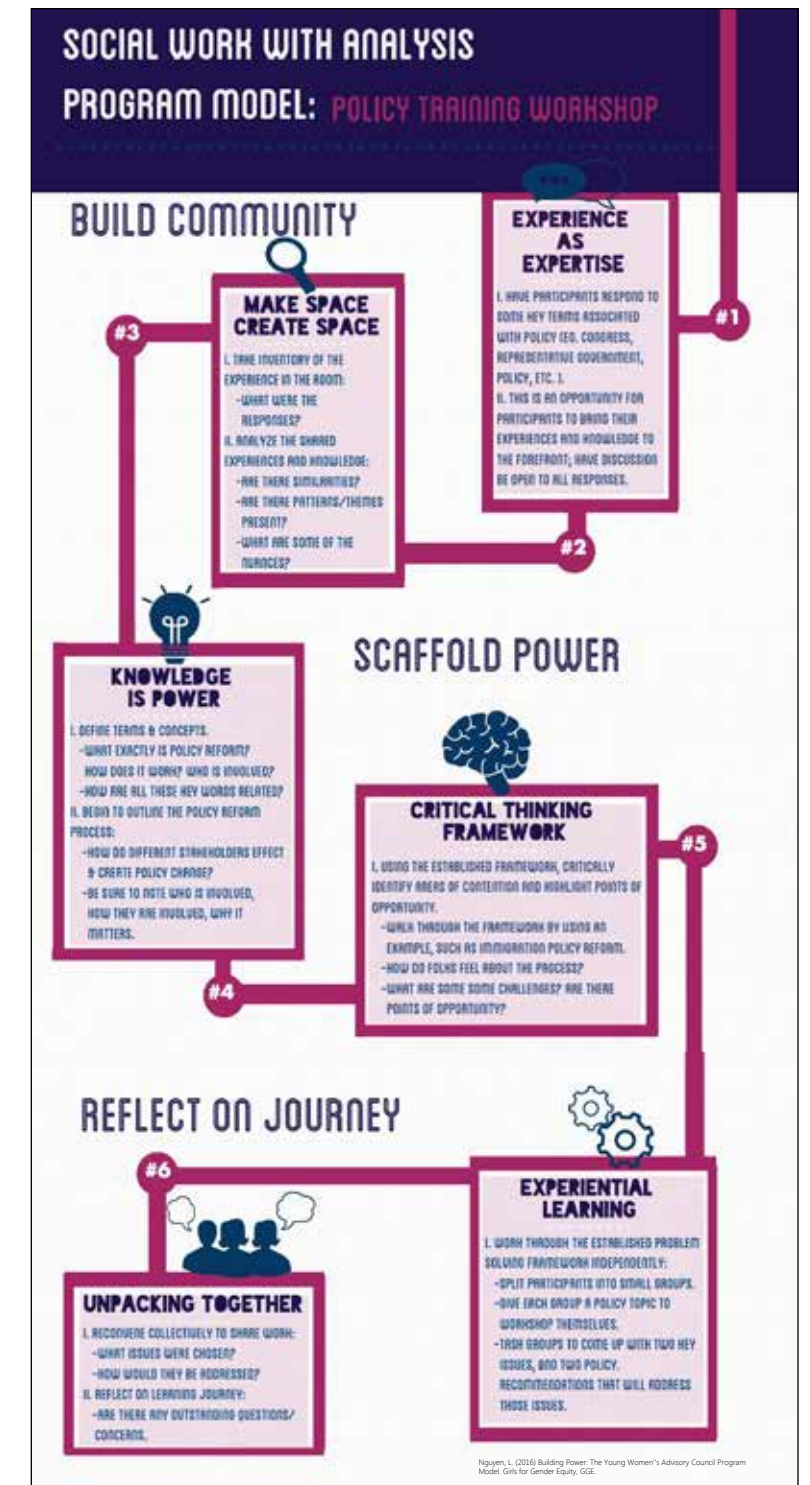 SOCIAL WORK WITH ANALYSIS
PROGRAM MODEL: POLICY TRAINING WORKSHOP
BUILD COMMUNITY
#1
EXPERIENCE
AS
EXPERTISE
I. HAVE PARTICIPANTS RESPOND TO
SOME KEY TERMS ASSOCIATED
WITH POLICY (EG. CONGRESS,
REPRESENTATIVE GOVERNMENT,
POLICY, ETC. ).
II. THIS IS AN OPPORTUNITY FOR
PARTICIPANTS TO BRING THEIR
EXPERIENCES AND KNOWLEDGE TO
THE FOREFRONT; HAVE DISCUSSION
BE OPEN TO ALL RESPONSES.
#2
MAKE SPACE
CREATE SPACE
I. TAKE INVENTORY OF THE
EXPERIENCE IN THE ROOM:
-WHAT WERE THE
RESPONSES?
II. ANALYZE THE SHARED
EXPERIENCES AND KNOWLEDGE:
-ARE THERE SIMILARITIES?
-ARE THERE PATTERNS/THEMES
PRESENT?
-WHAT ARE SOME OF THE
NUANCES?
#3
KNOWLEDGE
IS POWER
I. DEFINE TERMS & CONCEPTS.
-WHAT EXACTLY IS POLICY REFORM?
HOW DOES IT WORK? WHO IS INVOLVED?
-HOW ARE ALL THESE KEY WORDS RELATED?
II. BEGIN TO OUTLINE THE POLICY REFORM
PROCESS:
-HOW DO DIFFERENT STAKEHOLDERS EFFECT
& CREATE POLICY CHANGE?
-BE SURE TO NOTE WHO IS INVOLVED,
HOW THEY ARE INVOLVED, WHY IT
MATTERS.
SCAFFOLD POWER
#4
CRITICAL THINKING
FRAMEWORK
I. USING THE ESTABLISHED FRAMEWORK, CRITICALLY
IDENTIFY AREAS OF CONTENTION AND HIGHLIGHT POINTS OF
OPPORTUNITY.
-WALK THROUGH THE FRAMEWORK BY USING AN
EXAMPLE, SUCH AS IMMIGRATION POLICY REFORM.
-HOW DO FOLKS FEEL ABOUT THE PROCESS?
-WHAT ARE SOME SOME CHALLENGES? ARE THERE
POINTS OF OPPORTUNITY?
#5
EXPERIENTIAL
LEARNING
I. WORK THROUGH THE ESTABLISHED PROBLEM
SOLVING FRAMEWORK INDEPENDENTLY:
-SPLIT PARTICIPANTS INTO SMALL GROUPS.
-GIVE EACH GROUP A POLICY TOPIC TO
WORKSHOP THEMSELVES.
-TASK GROUPS TO COME UP WITH TWO KEY
ISSUES, AND TWO POLICY.
RECOMMENDATIONS THAT WILL ADDRESS
THOSE ISSUES.
REFLECT ON JOURNEY
#6
UNPACKING TOGETHER
I. RECONVENE COLLECTIVELY TO SHARE WORK:
-WHAT ISSUES WERE CHOSEN?
-HOW WOULD THEY BE ADDRESSED?
II. REFLECT ON LEARNING JOURNEY:
-ARE THERE ANY OUTSTANDING QUESTIONS/
CONCERNS.
Nguyen, L. (2016) Building Power: The Young Women"s Advisory Council Program
Model. Girls for Gender Equity, GGE.